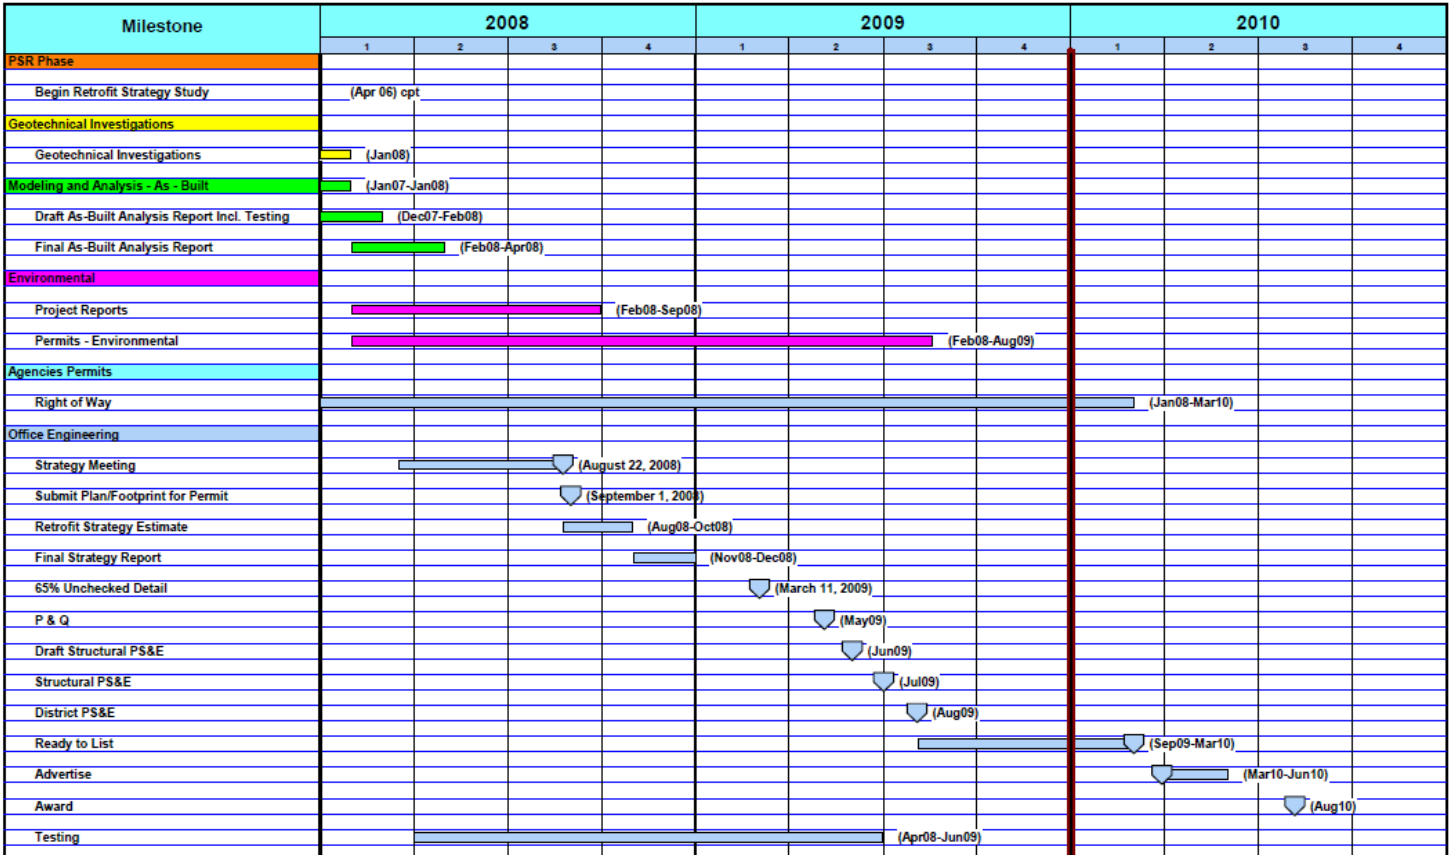 Milestone 2008 2009 2010
1 2 3 4 1 2 3 4 1 2 3 4
PSR Phase
Begin Retrofit Strategy Study (Apr 06) cpt
Geotechnical Investigations
Geotechnical Investigations (Jan08)
Modeling and Analysis - As - Built (Jan07-Jan08)
Draft As-Built Analysis Report Incl. Testing (Dec07-Feb08)
Final As-Built Analysis Report (Feb08-Apr08)
Environmental
Project Reports (Feb08-Sep08)
Permits - Environmental (Feb08-Aug09)
Agencies Permits
Right of Way (Jan08-Mar10)
Office Engineering
Strategy Meeting (August 22, 2008)
Submit Plan/Footprint for Permit (September 1, 2008)
Retrofit Strategy Estimate (Aug08-Oct08)
Final Strategy Report (Nov08-Dec08)
65% Unchecked Detail (March 11, 2009)
P & Q (May09)
Draft Structural PS&E (Jun09)
Structural PS&E (Jul09)
District PS&E (Aug09)
Ready to List (Sep09-Mar10)
Advertise (Mar10-Jun10)
Award (Aug10)
Testing (Apr08-Jun09)